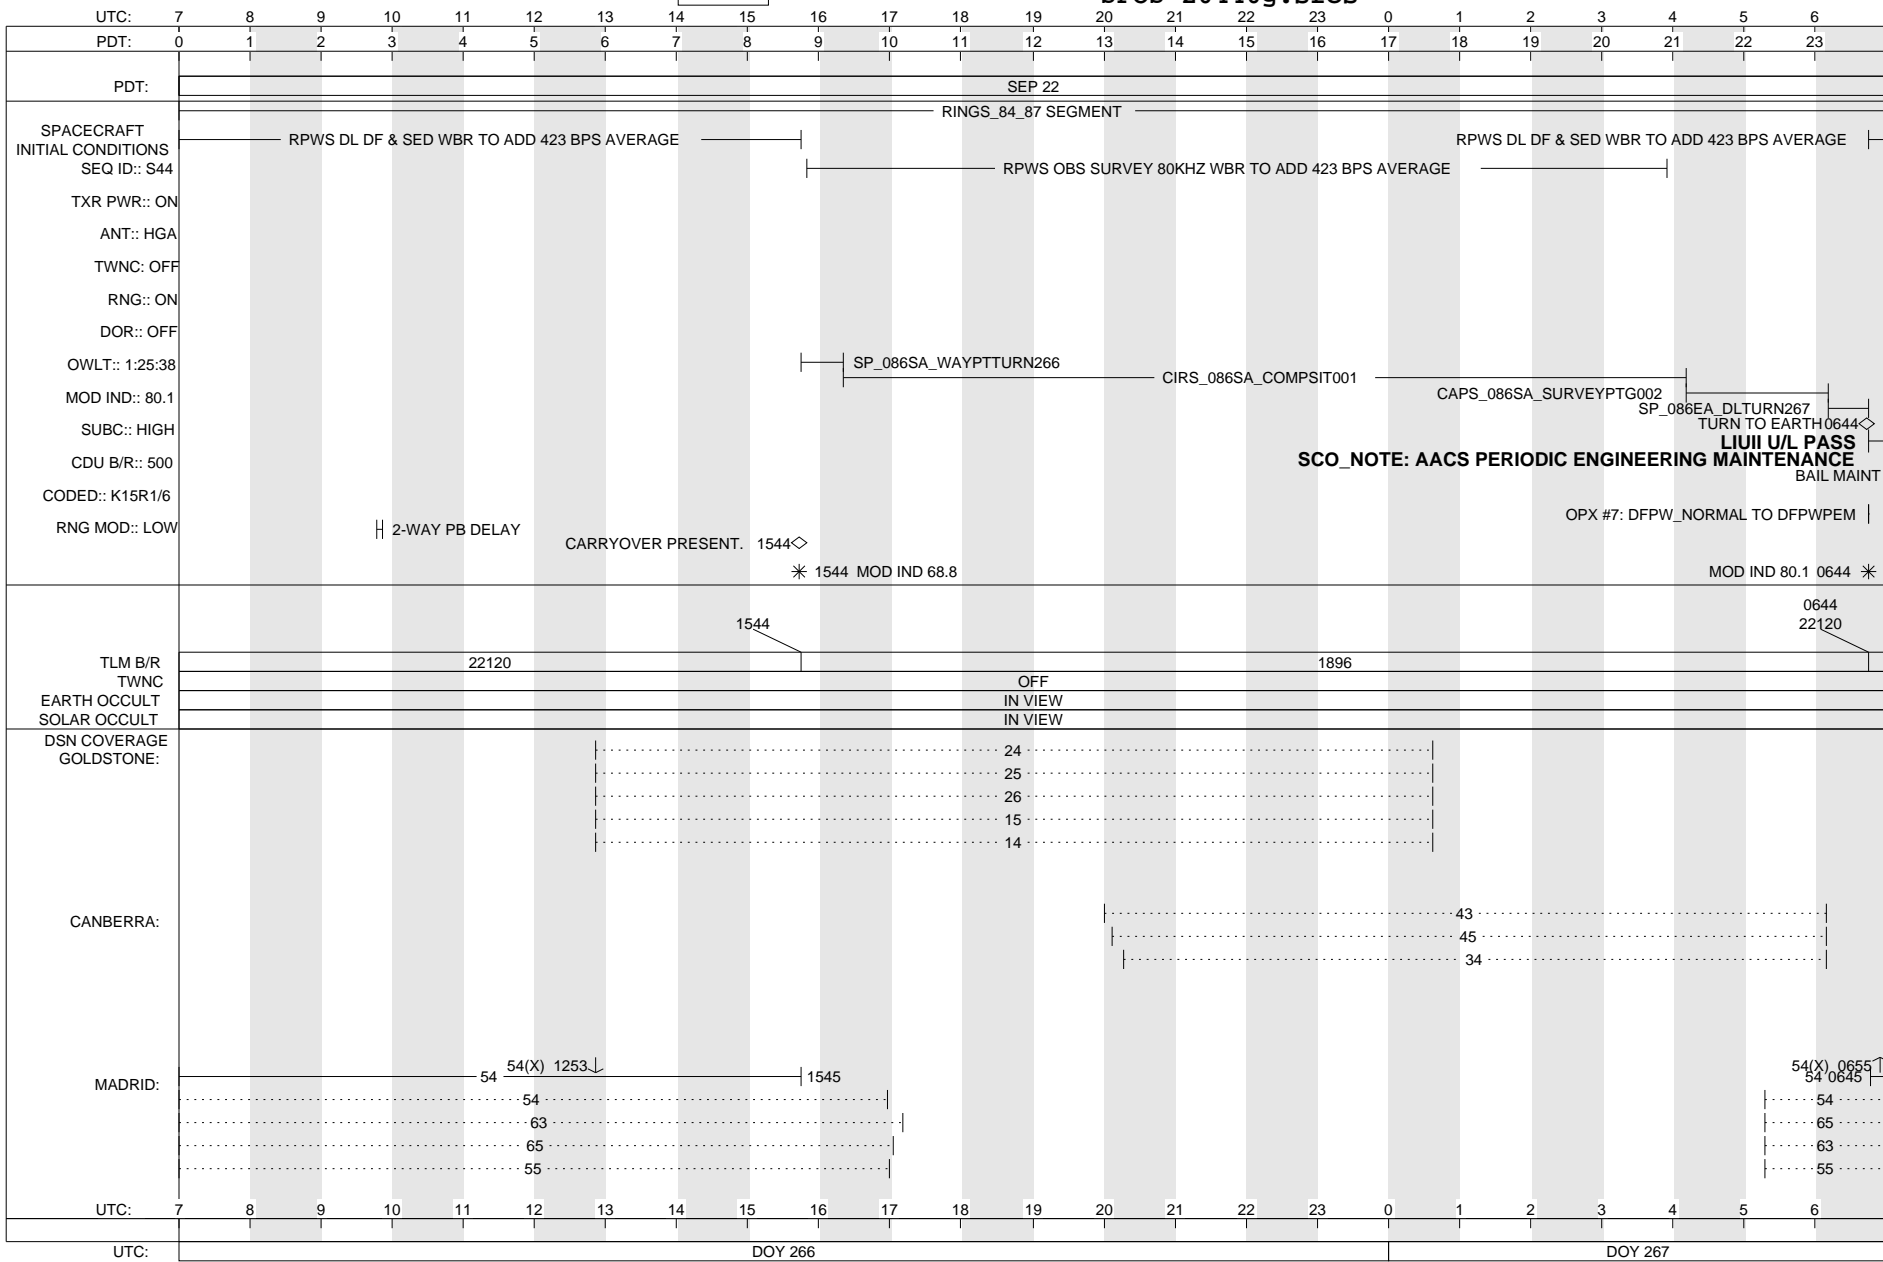 UTC: 7 8 9 10 11 12 13 14 15 16 17 18 19 20 21 22 23 0 1 2 3 4 5 6
PDT: 0 1 2 3 4 5 6 7 8 9 10 11 12 13 14 15 16 17 18 19 20 21 22 23
PDT: SEP 22
RINGS_84_87 SEGMENT
SPACECRAFT
INITIAL CONDITIONS
RPWS DL DF & SED WBR TO ADD 423 BPS AVERAGE
RPWS DL DF & SED WBR TO ADD 423 BPS AVERAGE
SEQ ID:: S44
RPWS OBS SURVEY 80KHZ WBR TO ADD 423 BPS AVERAGE
TXR PWR:: ON
ANT:: HGA
TWNC: OFF
RNG:: ON
DOR:: OFF
OWLT:: 1:25:38
SP_086SA_WAYPTTURN266
CIRS_086SA_COMPSIT001
MOD IND:: 80.1
CAPS_086SA_SURVEYPTG002
SP_086EA_DLTURN267
TURN TO EARTH 0644
SUBC:: HIGH
LIUII U/L PASS
CDU B/R:: 500
SCO_NOTE: AACS PERIODIC ENGINEERING MAINTENANCE
BAIL MAINT
CODED:: K15R1/6
OPX #7: DFPW_NORMAL TO DFPWPEM
RNG MOD:: LOW
2-WAY PB DELAY
CARRYOVER PRESENT. 1544
1544 MOD IND 68.8
MOD IND 80.1 0644
1544
0644
22120
TLM B/R 22120 1896
TWNC OFF
EARTH OCCULT IN VIEW
SOLAR OCCULT IN VIEW
DSN COVERAGE
GOLDSTONE:
24
25
26
15
14
CANBERRA:
43
45
34
MADRID:
54(X) 1253
54 1545
54(X) 0655
54 0645
54 54
63 65
65 63
55 55
UTC: 7 8 9 10 11 12 13 14 15 16 17 18 19 20 21 22 23 0 1 2 3 4 5 6
UTC: DOY 266 DOY 267